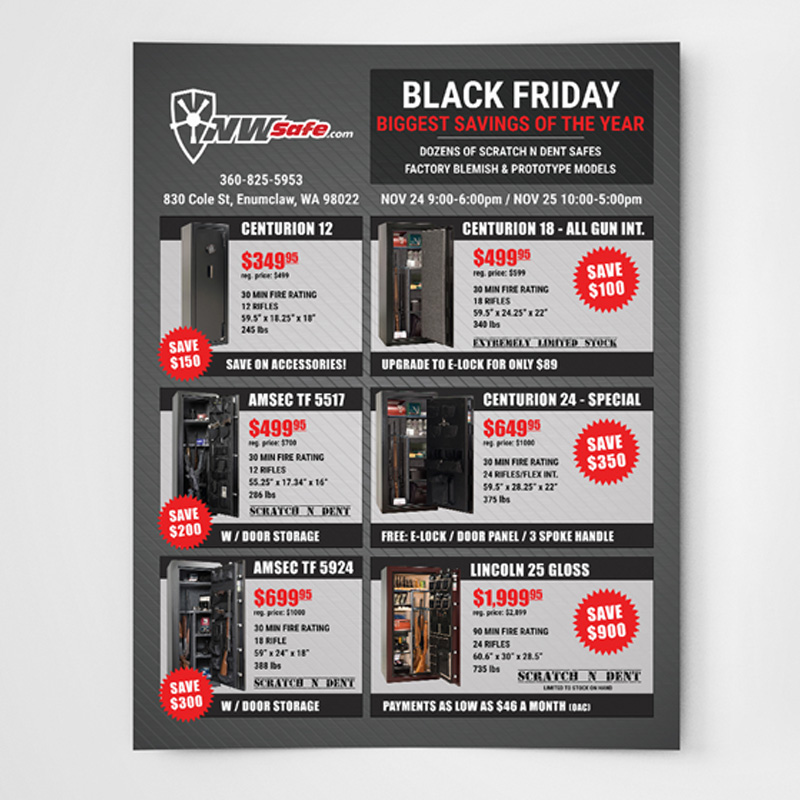 NWSafe.com
360-825-5953
830 Cole St, Enumclaw, WA 98022
BLACK FRIDAY
BIGGEST SAVINGS OF THE YEAR
DOZENS OF SCRATCH N DENT SAFES
FACTORY BLEMISH & PROTOTYPE MODELS
NOV 24 9:00-6:00pm / NOV 25 10:00-5:00pm
CENTURION 12
$349.95
reg. price: $499
30 MIN FIRE RATING
12 RIFLES
59.5" x 18.25" x 18"
245 lbs
SAVE
$150
SAVE ON ACCESSORIES!
CENTURION 18 - ALL GUN INT.
$499.95
reg. price: $599
30 MIN FIRE RATING
18 RIFLES
59.5" x 24.25" x 22"
340 lbs
EXTREMELY LIMITED STOCK
SAVE
$100
UPGRADE TO E-LOCK FOR ONLY $89
AMSEC TF 5517
$499.95
reg. price: $700
30 MIN FIRE RATING
12 RIFLES
55.25" x 17.34" x 16"
286 lbs
SCRATCH N DENT
SAVE
$200
W / DOOR STORAGE
CENTURION 24 - SPECIAL
$649.95
reg. price: $1000
30 MIN FIRE RATING
24 RIFLES/FLEX INT.
59.5" x 28.25" x 22"
375 lbs
SAVE
$350
FREE: E-LOCK / DOOR PANEL / 3 SPOKE HANDLE
AMSEC TF 5924
$699.95
reg. price: $1000
30 MIN FIRE RATING
18 RIFLE
59" x 24" x 18"
388 lbs
SCRATCH N DENT
SAVE
$300
W / DOOR STORAGE
LINCOLN 25 GLOSS
$1,999.95
reg. price: $2,899
90 MIN FIRE RATING
24 RIFLES
60.6" x 30" x 28.5"
735 lbs
SCRATCH N DENT
LIMITED TO STOCK ON HAND
SAVE
$900
PAYMENTS AS LOW AS $46 A MONTH (OAC)